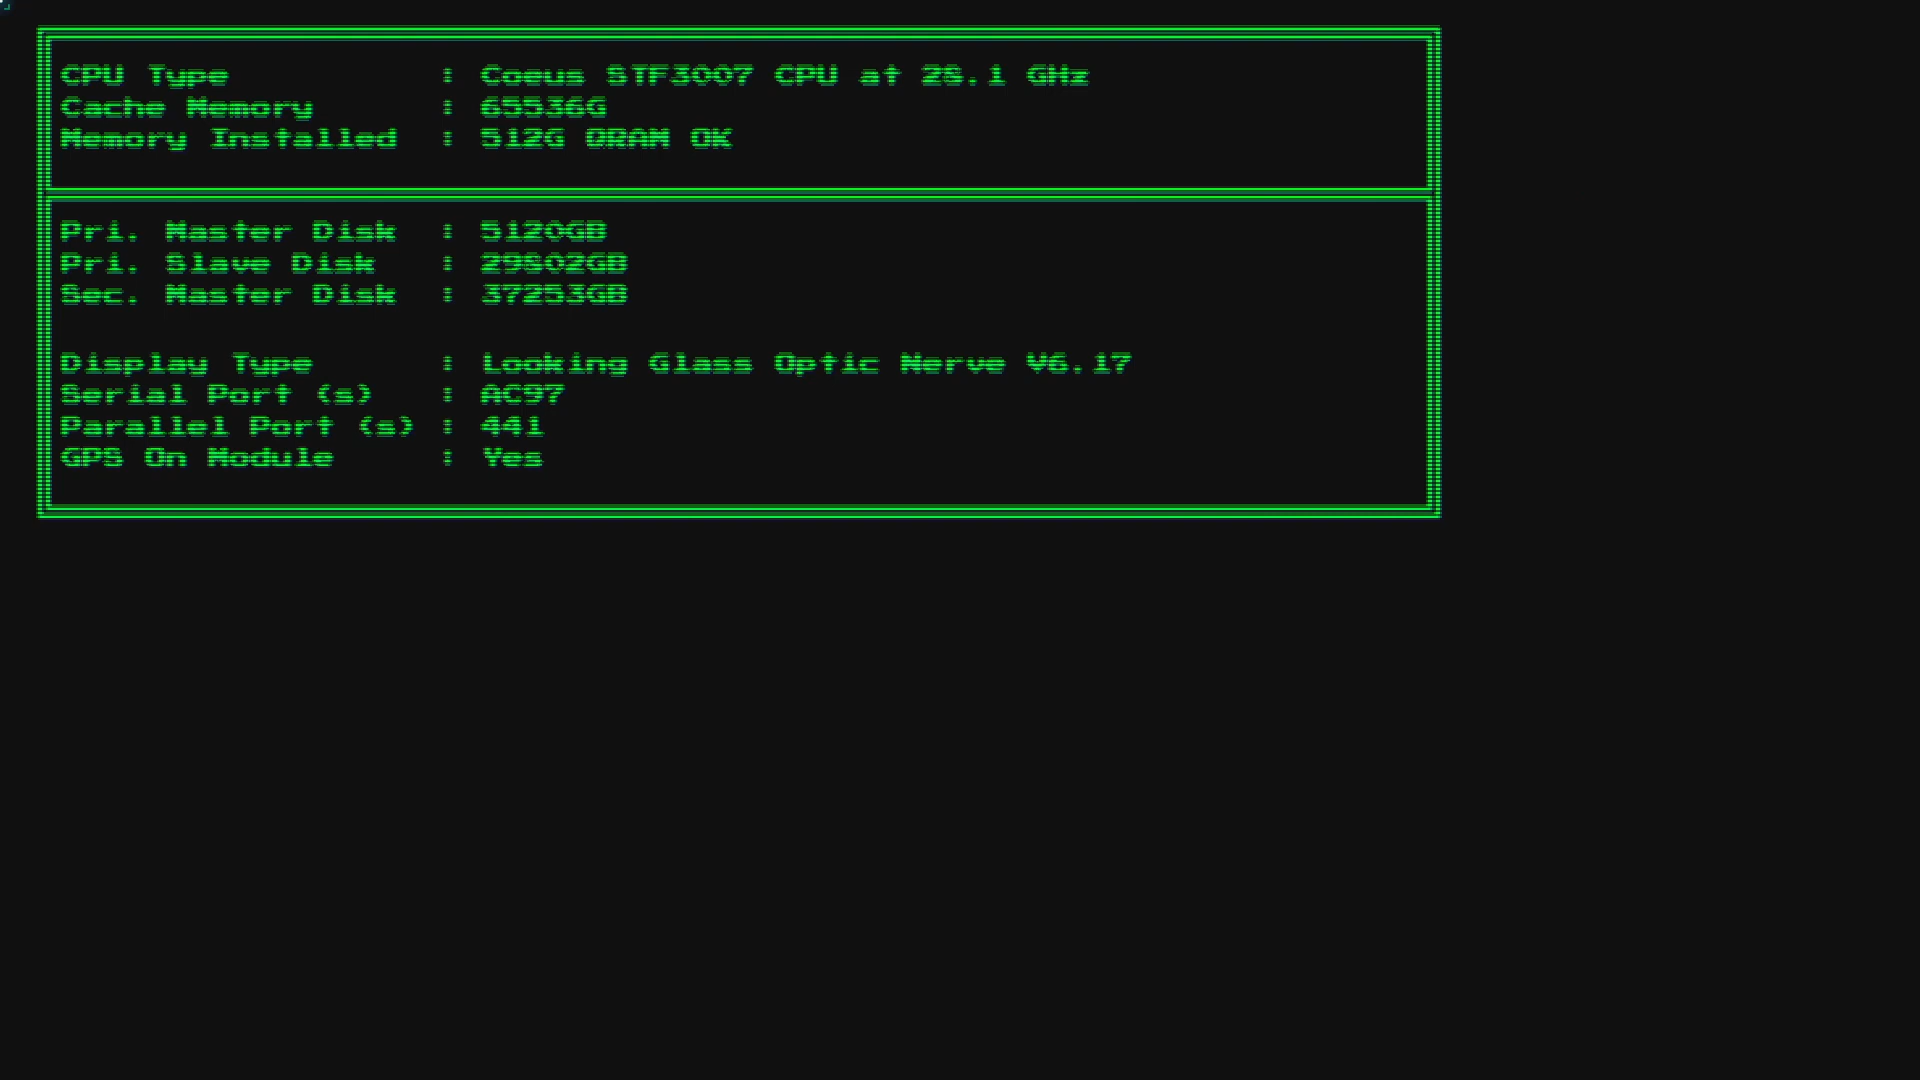 CPU Type : Coeus STF3007 CPU at 28.1 GHz
Cache Memory : 65536G
Memory Installed : 512G QRAM OK
Pri. Master Disk : 5120GB
Pri. Slave Disk : 29802GB
Sec. Master Disk : 37253GB
Display Type : Looking Glass Optic Nerve V6.17
Serial Port (s) : AC97
Parallel Port (s) : 441
GPS On Module : Yes